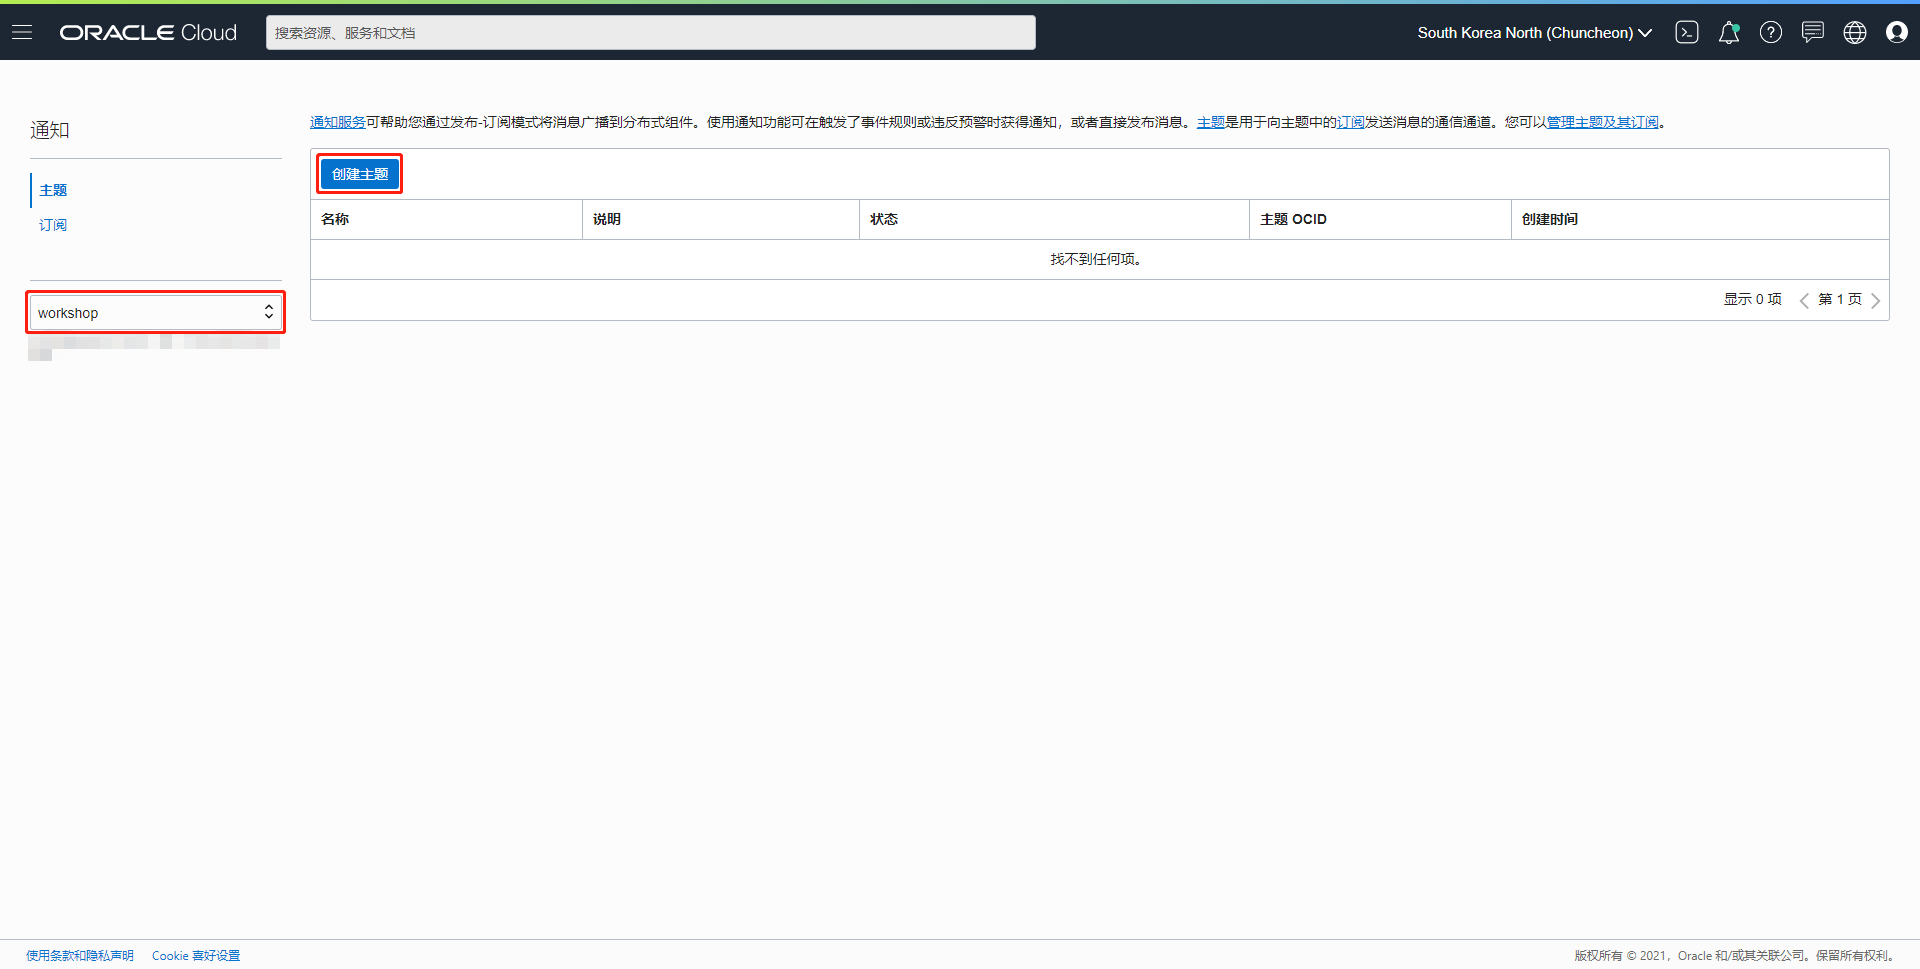 ORACLE Cloud
搜索资源、服务和文档
South Korea North (Chuncheon)
通知
主题
订阅
workshop
通知服务可帮助您通过发布-订阅模式将消息广播到分布式组件。使用通知功能可在触发了事件规则或违反预警时获得通知，或者直接发布消息。主题是用于向主题中的订阅发送消息的通信通道。您可以管理主题及其订阅。
创建主题
名称 说明 状态 主题 OCID 创建时间
找不到任何项。
显示 0 项 第 1 页
使用条款和隐私声明 Cookie 喜好设置
版权所有 © 2021，Oracle 和/或其关联公司。保留所有权利。